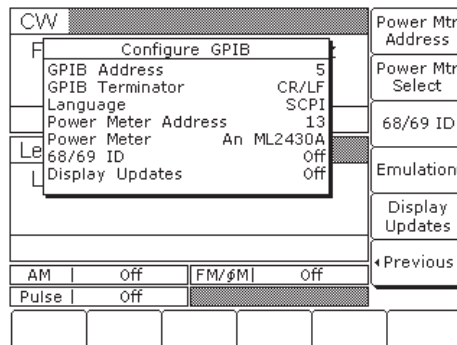 CW
F
Configure GPIB
GPIB Address 5
GPIB Terminator CR/LF
Language SCPI
Power Meter Address 13
Power Meter An ML2430A
68/69 ID Off
Display Updates Off
Le
L
AM Off FM/ϕM Off
Pulse Off
Power Mtr
Address
Power Mtr
Select
68/69 ID
Emulation
Display
Updates
Previous